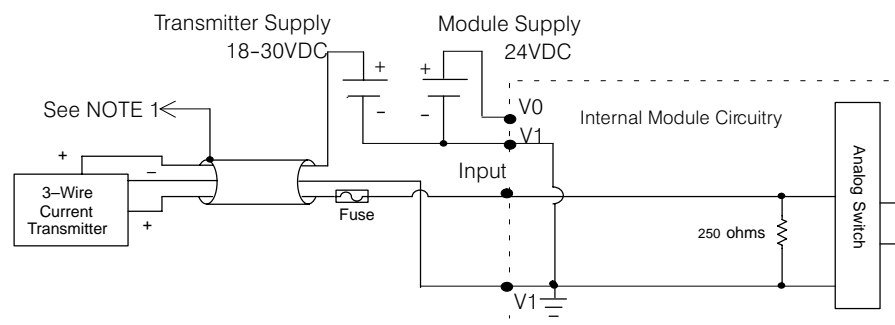 Transmitter Supply
18-30VDC
Module Supply
24VDC
+
-
+
-
See NOTE 1
V0
V1
Internal Module Circuitry
+
–
3–Wire
Current
Transmitter
+
Input
Fuse
250 ohms
Analog Switch
V1